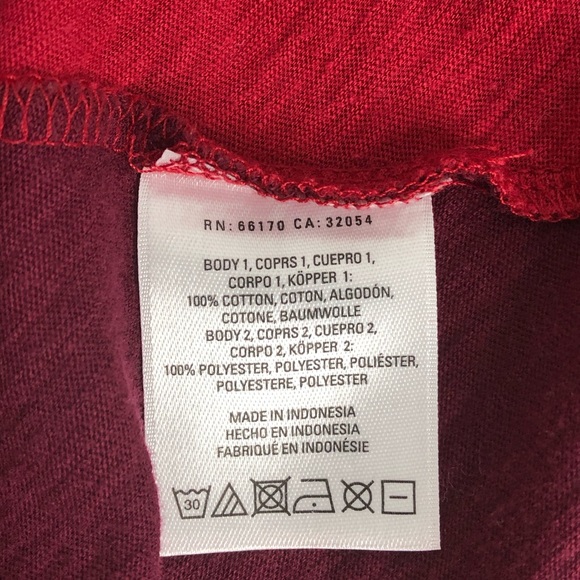 RN: 66170 CA: 32054
BODY 1, COPRS 1, CUEPRO 1,
CORPO 1, KÖPPER 1:
100% COTTON, COTON, ALGODÓN,
COTONE, BAUMWOLLE
BODY 2, COPRS 2, CUEPRO 2,
CORPO 2, KÖPPER 2:
100% POLYESTER, POLYESTER, POLIÉSTER,
POLYESTERE, POLYESTER
MADE IN INDONESIA
HECHO EN INDONESIA
FABRIQUÉ EN INDONÉSIE
30